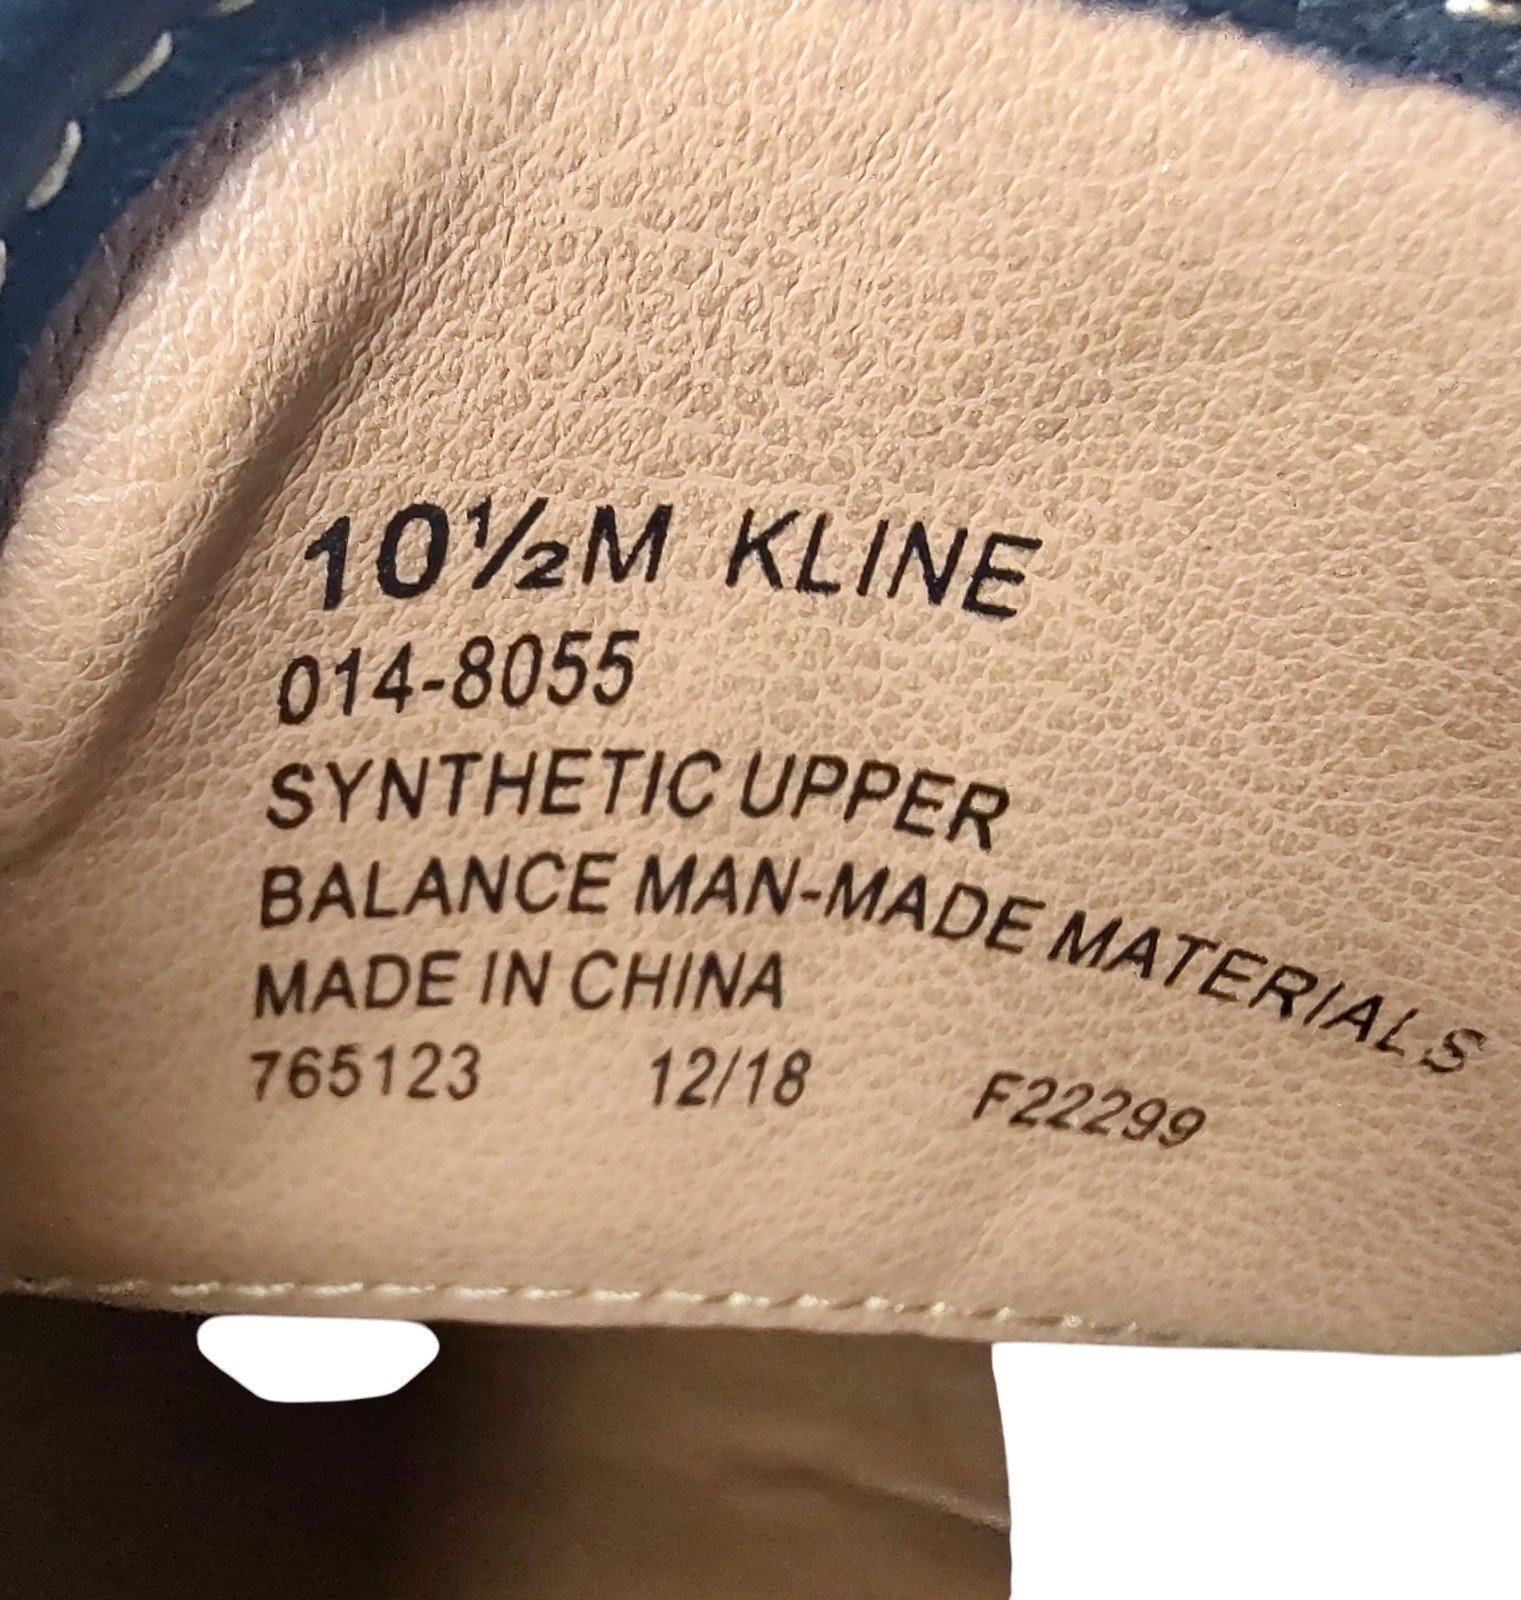 10½M KLINE
014-8055
SYNTHETIC UPPER
BALANCE MAN-MADE MATERIALS
MADE IN CHINA
765123 12/18 F22299